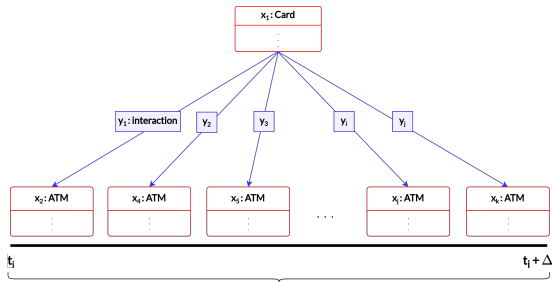 x₁: Card
y₁: interaction
y₂
y₃
yᵢ
yⱼ
x₂: ATM
x₄: ATM
x₅: ATM
. . .
xⱼ: ATM
xₖ: ATM
tᵢ
tᵢ + Δ